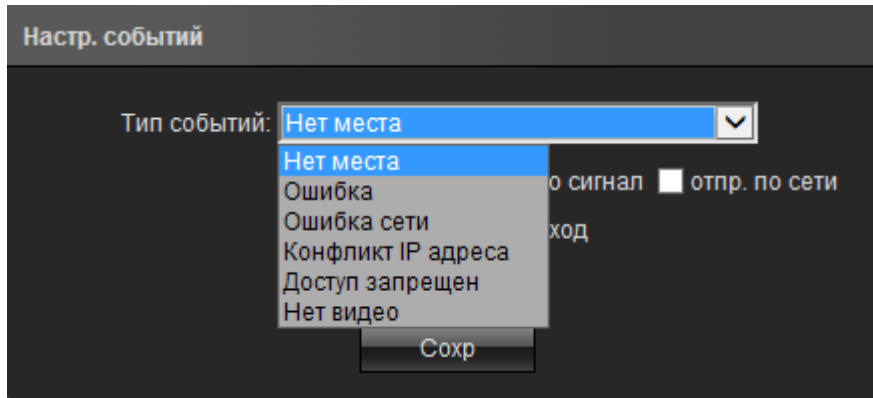 Настр. событий
Тип событий: Нет места
Нет места
Ошибка
о сигнал отпр. по сети
Ошибка сети
ход
Конфликт IP адреса
Доступ запрещен
Нет видео
Сохр